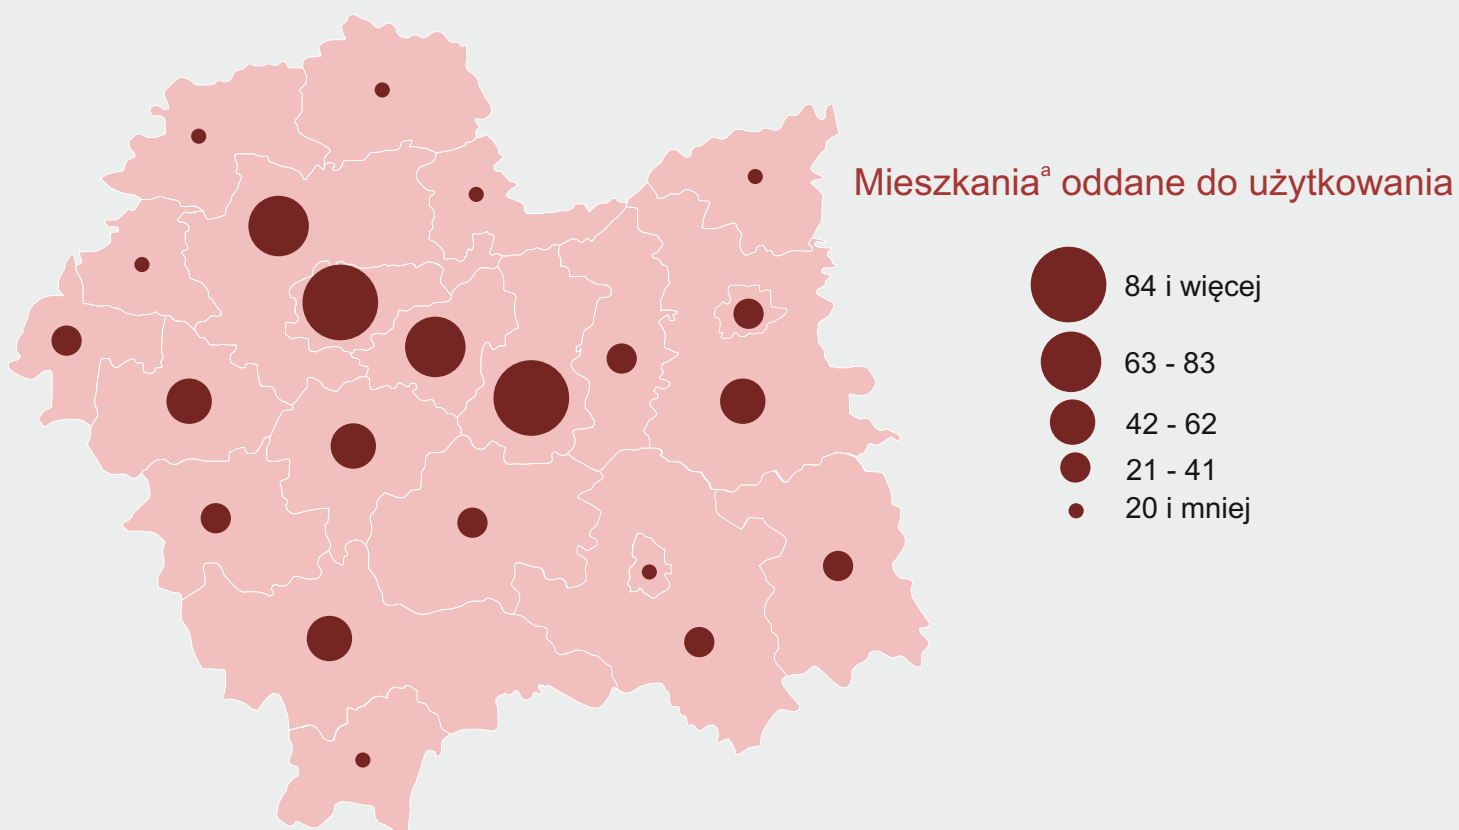 Mieszkaniaᵃ oddane do użytkowania
84 i więcej
63 - 83
42 - 62
21 - 41
20 i mniej